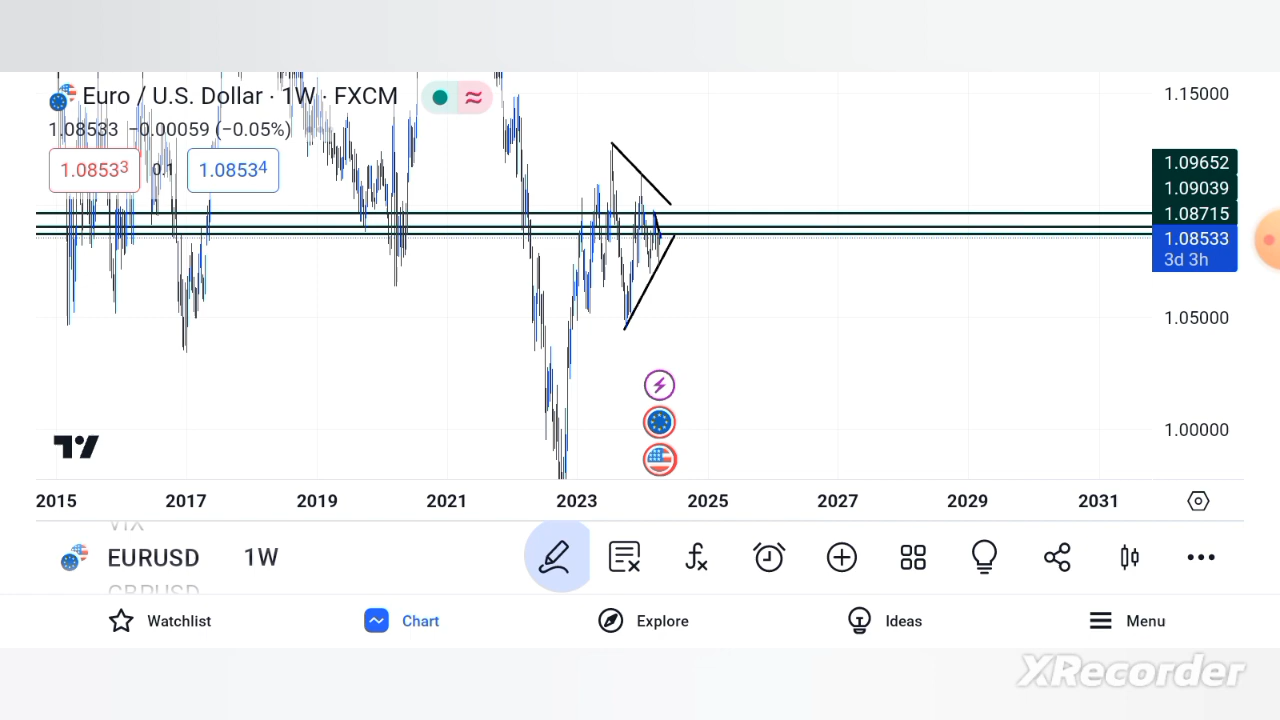 Euro / U.S. Dollar · 1W · FXCM
1.08533 −0.00059 (−0.05%)
1.08533 0.1 1.08534
1.15000
1.09652
1.09039
1.08715
1.08533
3d 3h
1.05000
1.00000
2015 2017 2019 2021 2023 2025 2027 2029 2031
VIX
EURUSD 1W
GBPUSD
Watchlist Chart Explore Ideas Menu
XRecorder